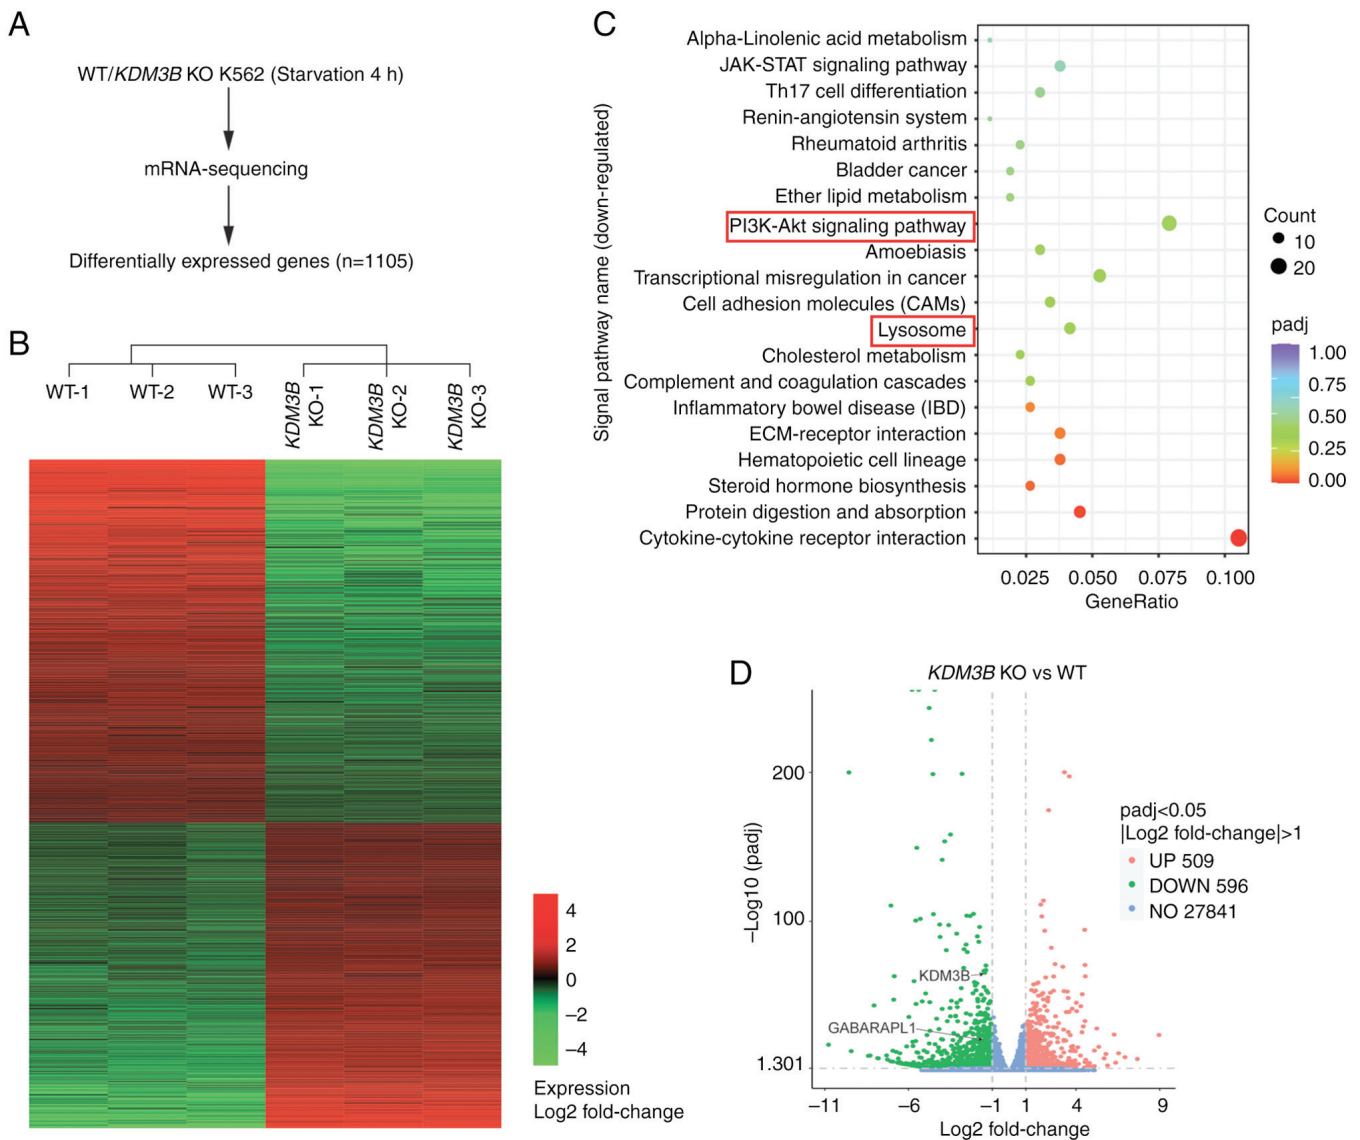 A
WT/KDM3B KO K562 (Starvation 4 h)
mRNA-sequencing
Differentially expressed genes (n=1105)
B
WT-1
WT-2
WT-3
KDM3B
KO-1
KDM3B
KO-2
KDM3B
KO-3
4
2
0
−2
−4
Expression
Log2 fold-change
C
Signal pathway name (down-regulated)
Alpha-Linolenic acid metabolism
JAK-STAT signaling pathway
Th17 cell differentiation
Renin-angiotensin system
Rheumatoid arthritis
Bladder cancer
Ether lipid metabolism
PI3K-Akt signaling pathway
Amoebiasis
Transcriptional misregulation in cancer
Cell adhesion molecules (CAMs)
Lysosome
Cholesterol metabolism
Complement and coagulation cascades
Inflammatory bowel disease (IBD)
ECM-receptor interaction
Hematopoietic cell lineage
Steroid hormone biosynthesis
Protein digestion and absorption
Cytokine-cytokine receptor interaction
0.025 0.050 0.075 0.100
GeneRatio
Count
10
20
padj
1.00
0.75
0.50
0.25
0.00
D
KDM3B KO vs WT
−Log10 (padj)
200
100
1.301
KDM3B
GABARAPL1
−11 −6 −1 1 4 9
Log2 fold-change
padj<0.05
|Log2 fold-change|>1
UP 509
DOWN 596
NO 27841